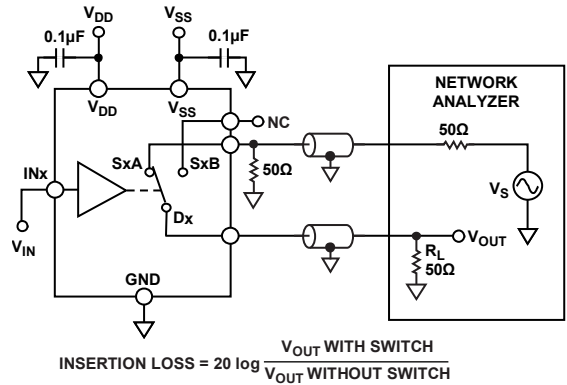 VDD
VSS
0.1µF
0.1µF
VDD
VSS
NC
NETWORK
ANALYZER
50Ω
SxA
SxB
50Ω
INx
VS
Dx
VOUT
VIN
RL
50Ω
GND
INSERTION LOSS = 20 log VOUT WITH SWITCH
VOUT WITHOUT SWITCH